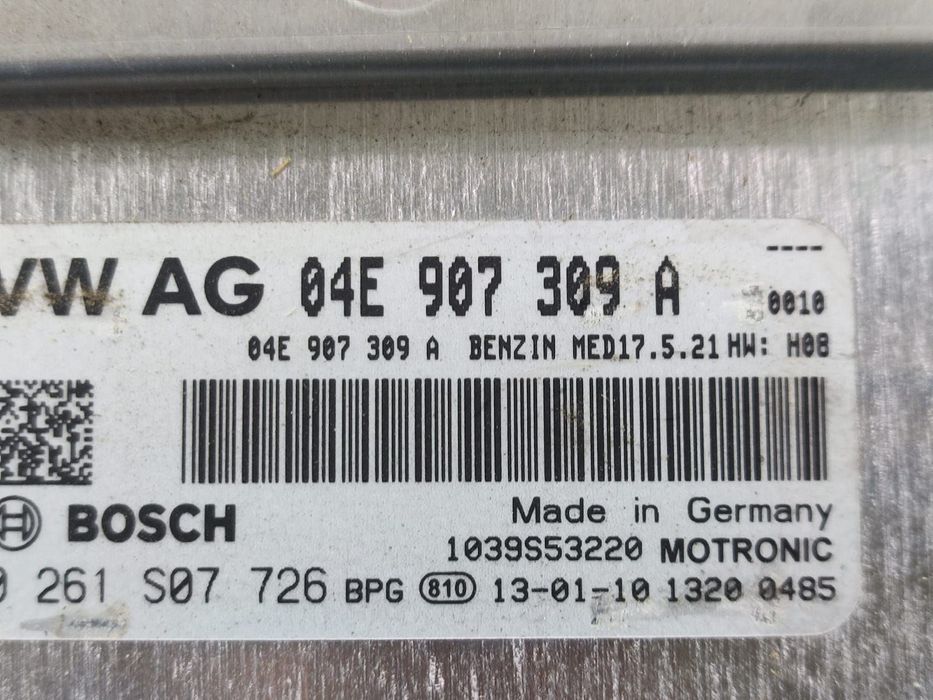 VW AG 04E 907 309 A
----
0010
04E 907 309 A BENZIN MED17.5.21 HW: H08
BOSCH
Made in Germany
1039S53220 MOTRONIC
0 261 S07 726 BPG 810 13-01-10 1320 0485